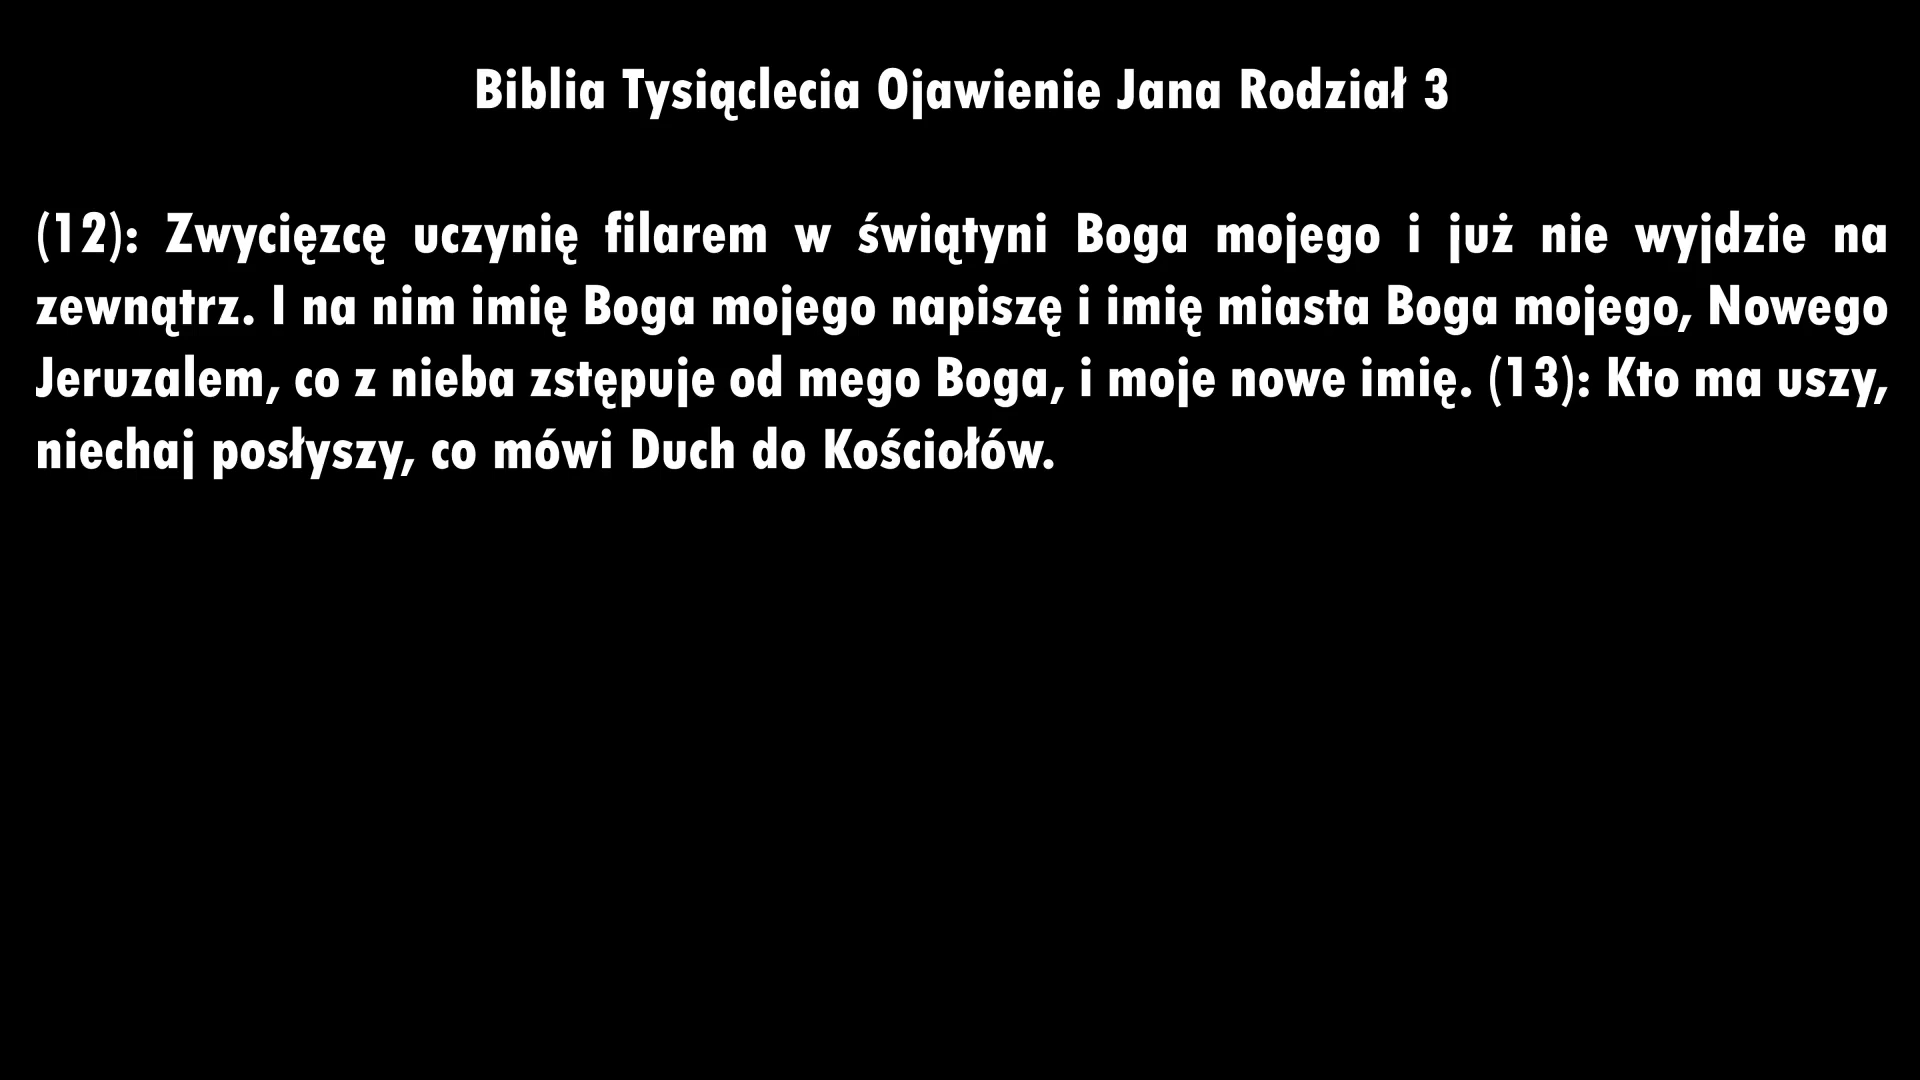 Biblia Tysiąclecia Ojawienie Jana Rodział 3
(12): Zwycięzcę uczynię filarem w świątyni Boga mojego i już nie wyjdzie na
zewnątrz. I na nim imię Boga mojego napiszę i imię miasta Boga mojego, Nowego
Jeruzalem, co z nieba zstępuje od mego Boga, i moje nowe imię. (13): Kto ma uszy,
niechaj posłyszy, co mówi Duch do Kościołów.